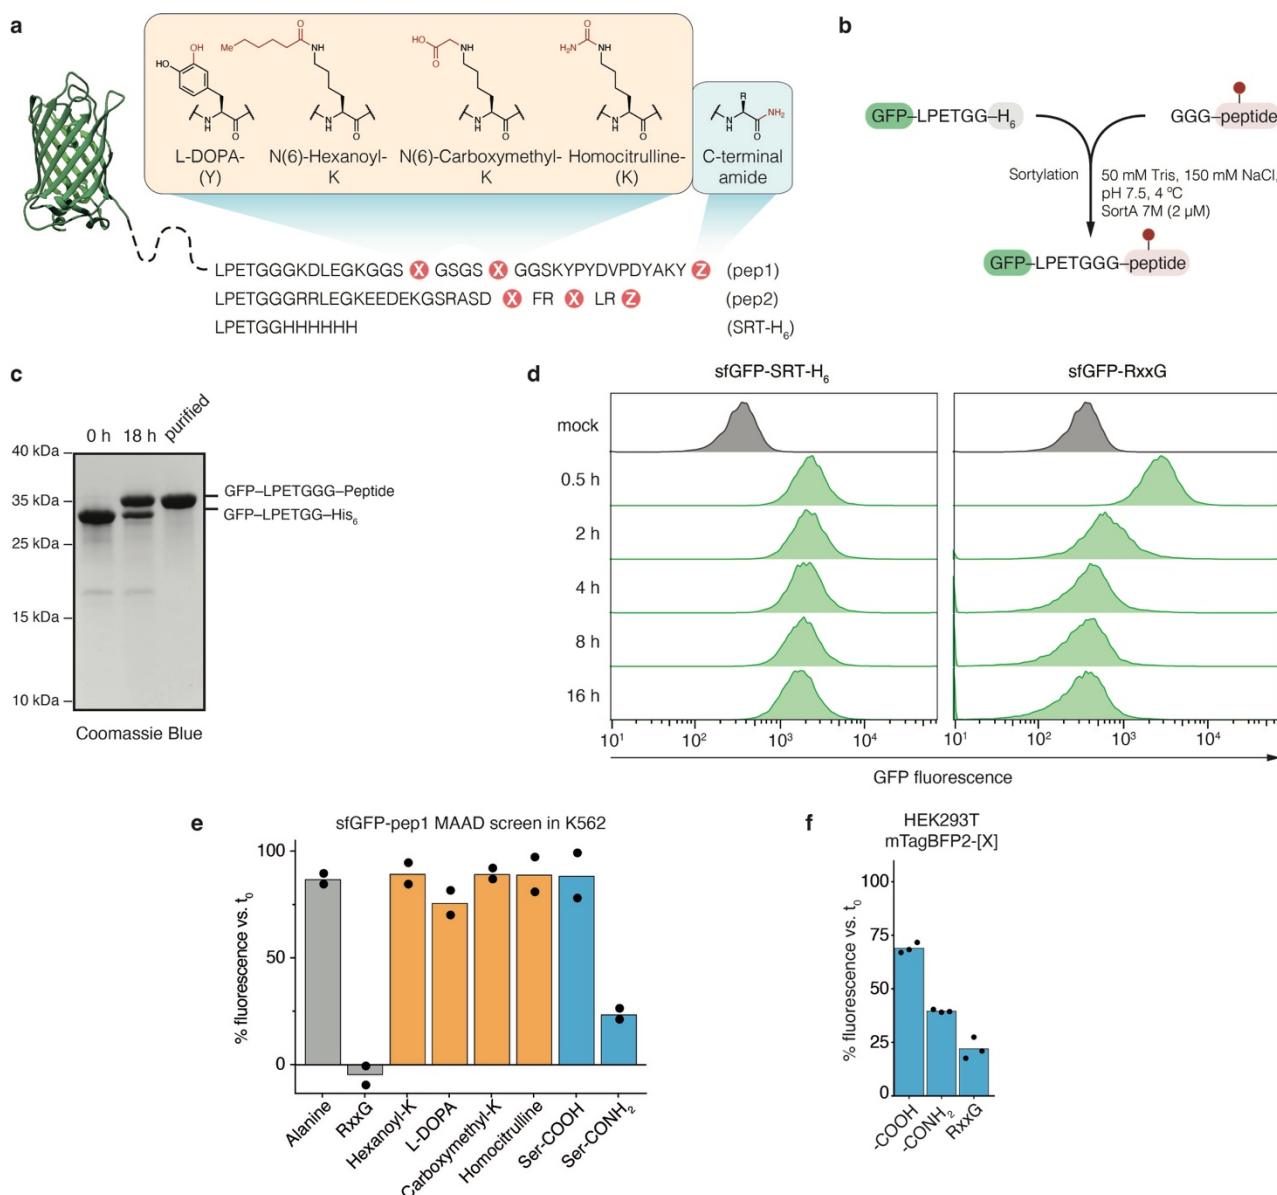 a
Me
O
NH
OH
HO
N
H
O
HO
O
NH
N
H
O
H₂N
O
NH
N
H
O
R
N
H
NH₂
O
L-DOPA-
(Y)
N(6)-Hexanoyl-
K
N(6)-Carboxymethyl-
K
Homocitrulline-
(K)
C-terminal
amide
LPETGGGKDLEGKGGS X GSGS X GGSKYPYDVPDYAKY Z (pep1)
LPETGGGRRLEGKEEDEKGSRASD X FR X LR Z (pep2)
LPETGGHHHHHH (SRT-H₆)
b
GFP–LPETGG–H₆
GGG–peptide
Sortylation
50 mM Tris, 150 mM NaCl,
pH 7.5, 4 ºC
SortA 7M (2 µM)
GFP–LPETGGG–peptide
c
0 h 18 h purified
40 kDa
35 kDa
25 kDa
15 kDa
10 kDa
GFP–LPETGGG–Peptide
GFP–LPETGG–His₆
Coomassie Blue
d
sfGFP-SRT-H₆ sfGFP-RxxG
mock
0.5 h
2 h
4 h
8 h
16 h
10¹ 10² 10³ 10⁴ 10¹ 10² 10³ 10⁴
GFP fluorescence
e
sfGFP-pep1 MAAD screen in K562
% fluorescence vs. t₀
100
50
0
Alanine
RxxG
Hexanoyl-K
L-DOPA
Carboxymethyl-K
Homocitrulline
Ser-COOH
Ser-CONH₂
f
HEK293T
mTagBFP2-[X]
% fluorescence vs. t₀
100
75
50
25
0
-COOH
-CONH₂
RxxG